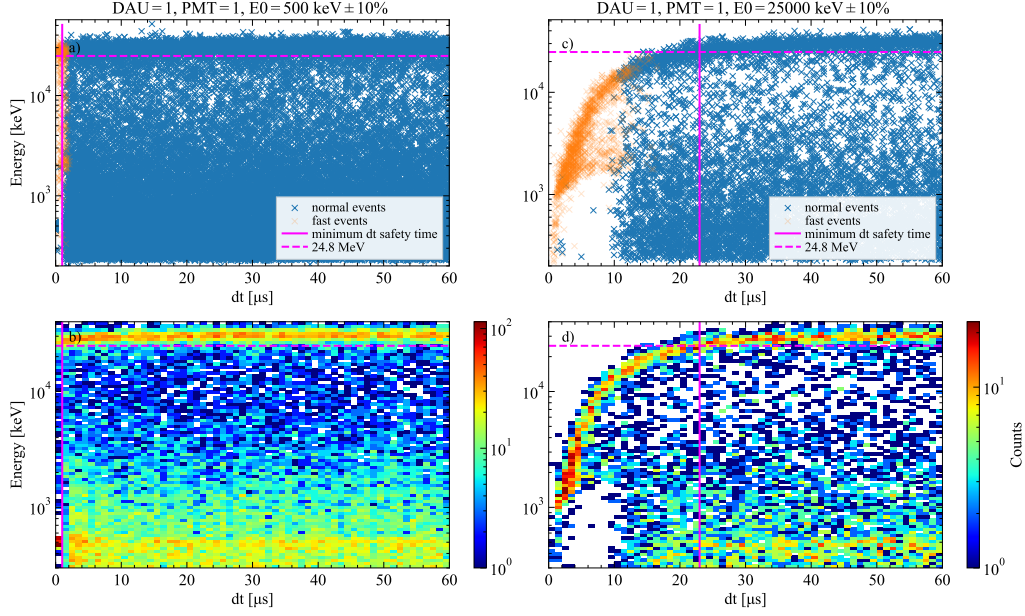 DAU = 1, PMT = 1, E0 = 500 keV ± 10%
DAU = 1, PMT = 1, E0 = 25000 keV ± 10%
a)
Energy [keV]
10^4
10^3
normal events
fast events
minimum dt safety time
24.8 MeV
0 10 20 30 40 50 60
dt [µs]
c)
10^4
10^3
normal events
fast events
minimum dt safety time
24.8 MeV
0 10 20 30 40 50 60
dt [µs]
b)
Energy [keV]
10^4
10^3
0 10 20 30 40 50 60
dt [µs]
10^2
10^1
10^0
d)
10^4
10^3
0 10 20 30 40 50 60
dt [µs]
10^1
10^0
Counts